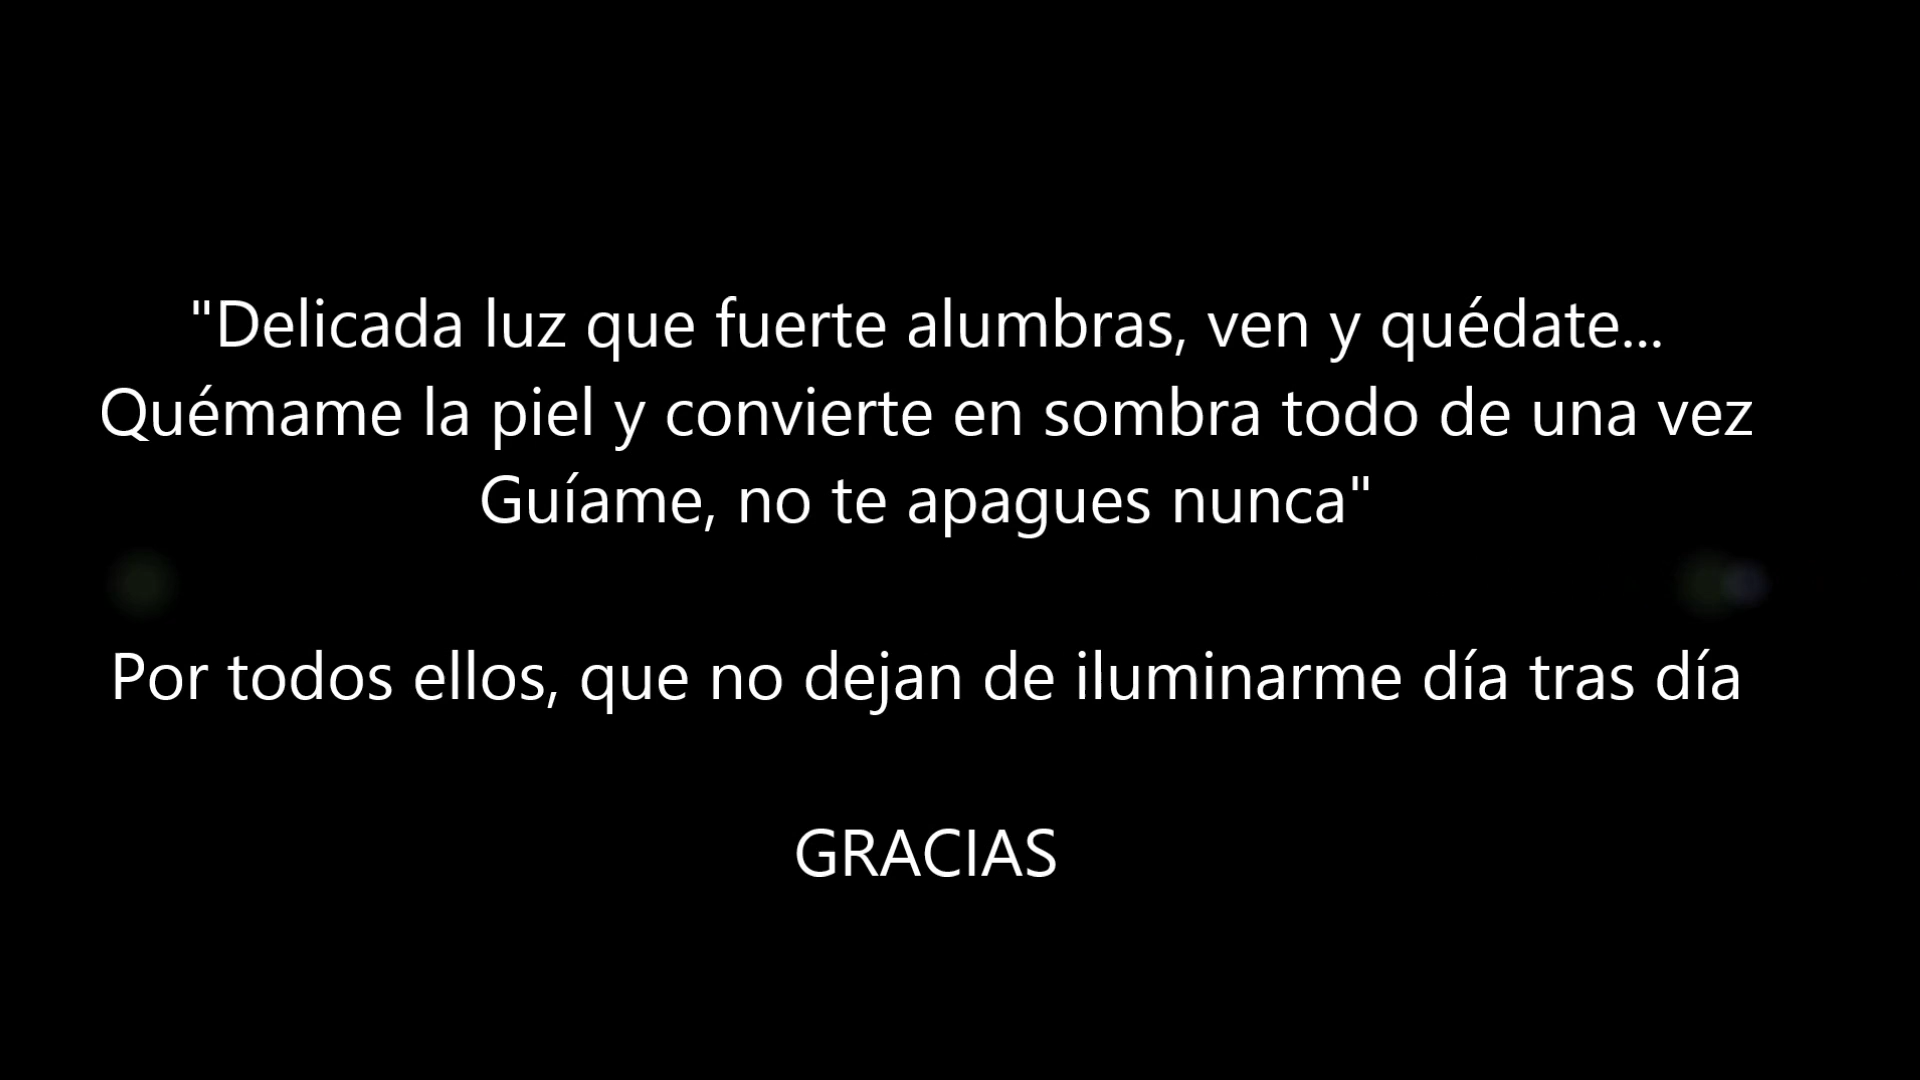 "Delicada luz que fuerte alumbras, ven y quédate...
Quémame la piel y convierte en sombra todo de una vez
Guíame, no te apagues nunca"
Por todos ellos, que no dejan de iluminarme día tras día
GRACIAS